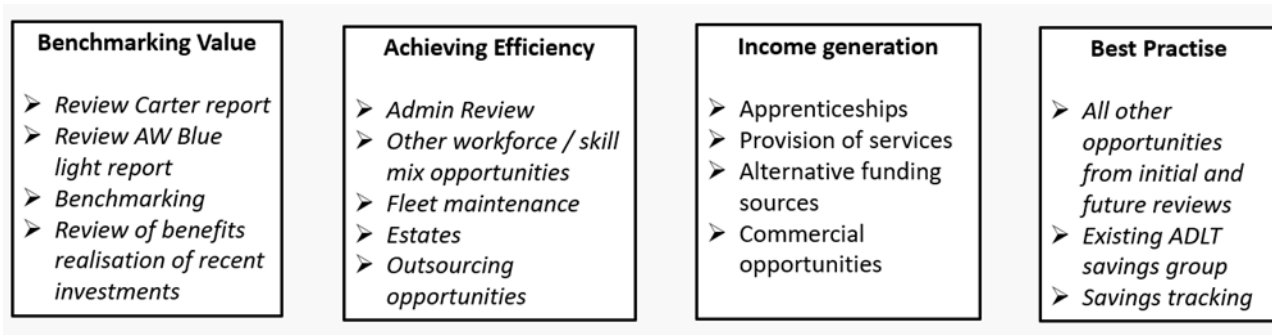 Benchmarking Value
➢ Review Carter report
➢ Review AW Blue
light report
➢ Benchmarking
➢ Review of benefits
realisation of recent
investments
Achieving Efficiency
➢ Admin Review
➢ Other workforce / skill
mix opportunities
➢ Fleet maintenance
➢ Estates
➢ Outsourcing
opportunities
Income generation
➢ Apprenticeships
➢ Provision of services
➢ Alternative funding
sources
➢ Commercial
opportunities
Best Practise
➢ All other
opportunities
from initial and
future reviews
➢ Existing ADLT
savings group
➢ Savings tracking